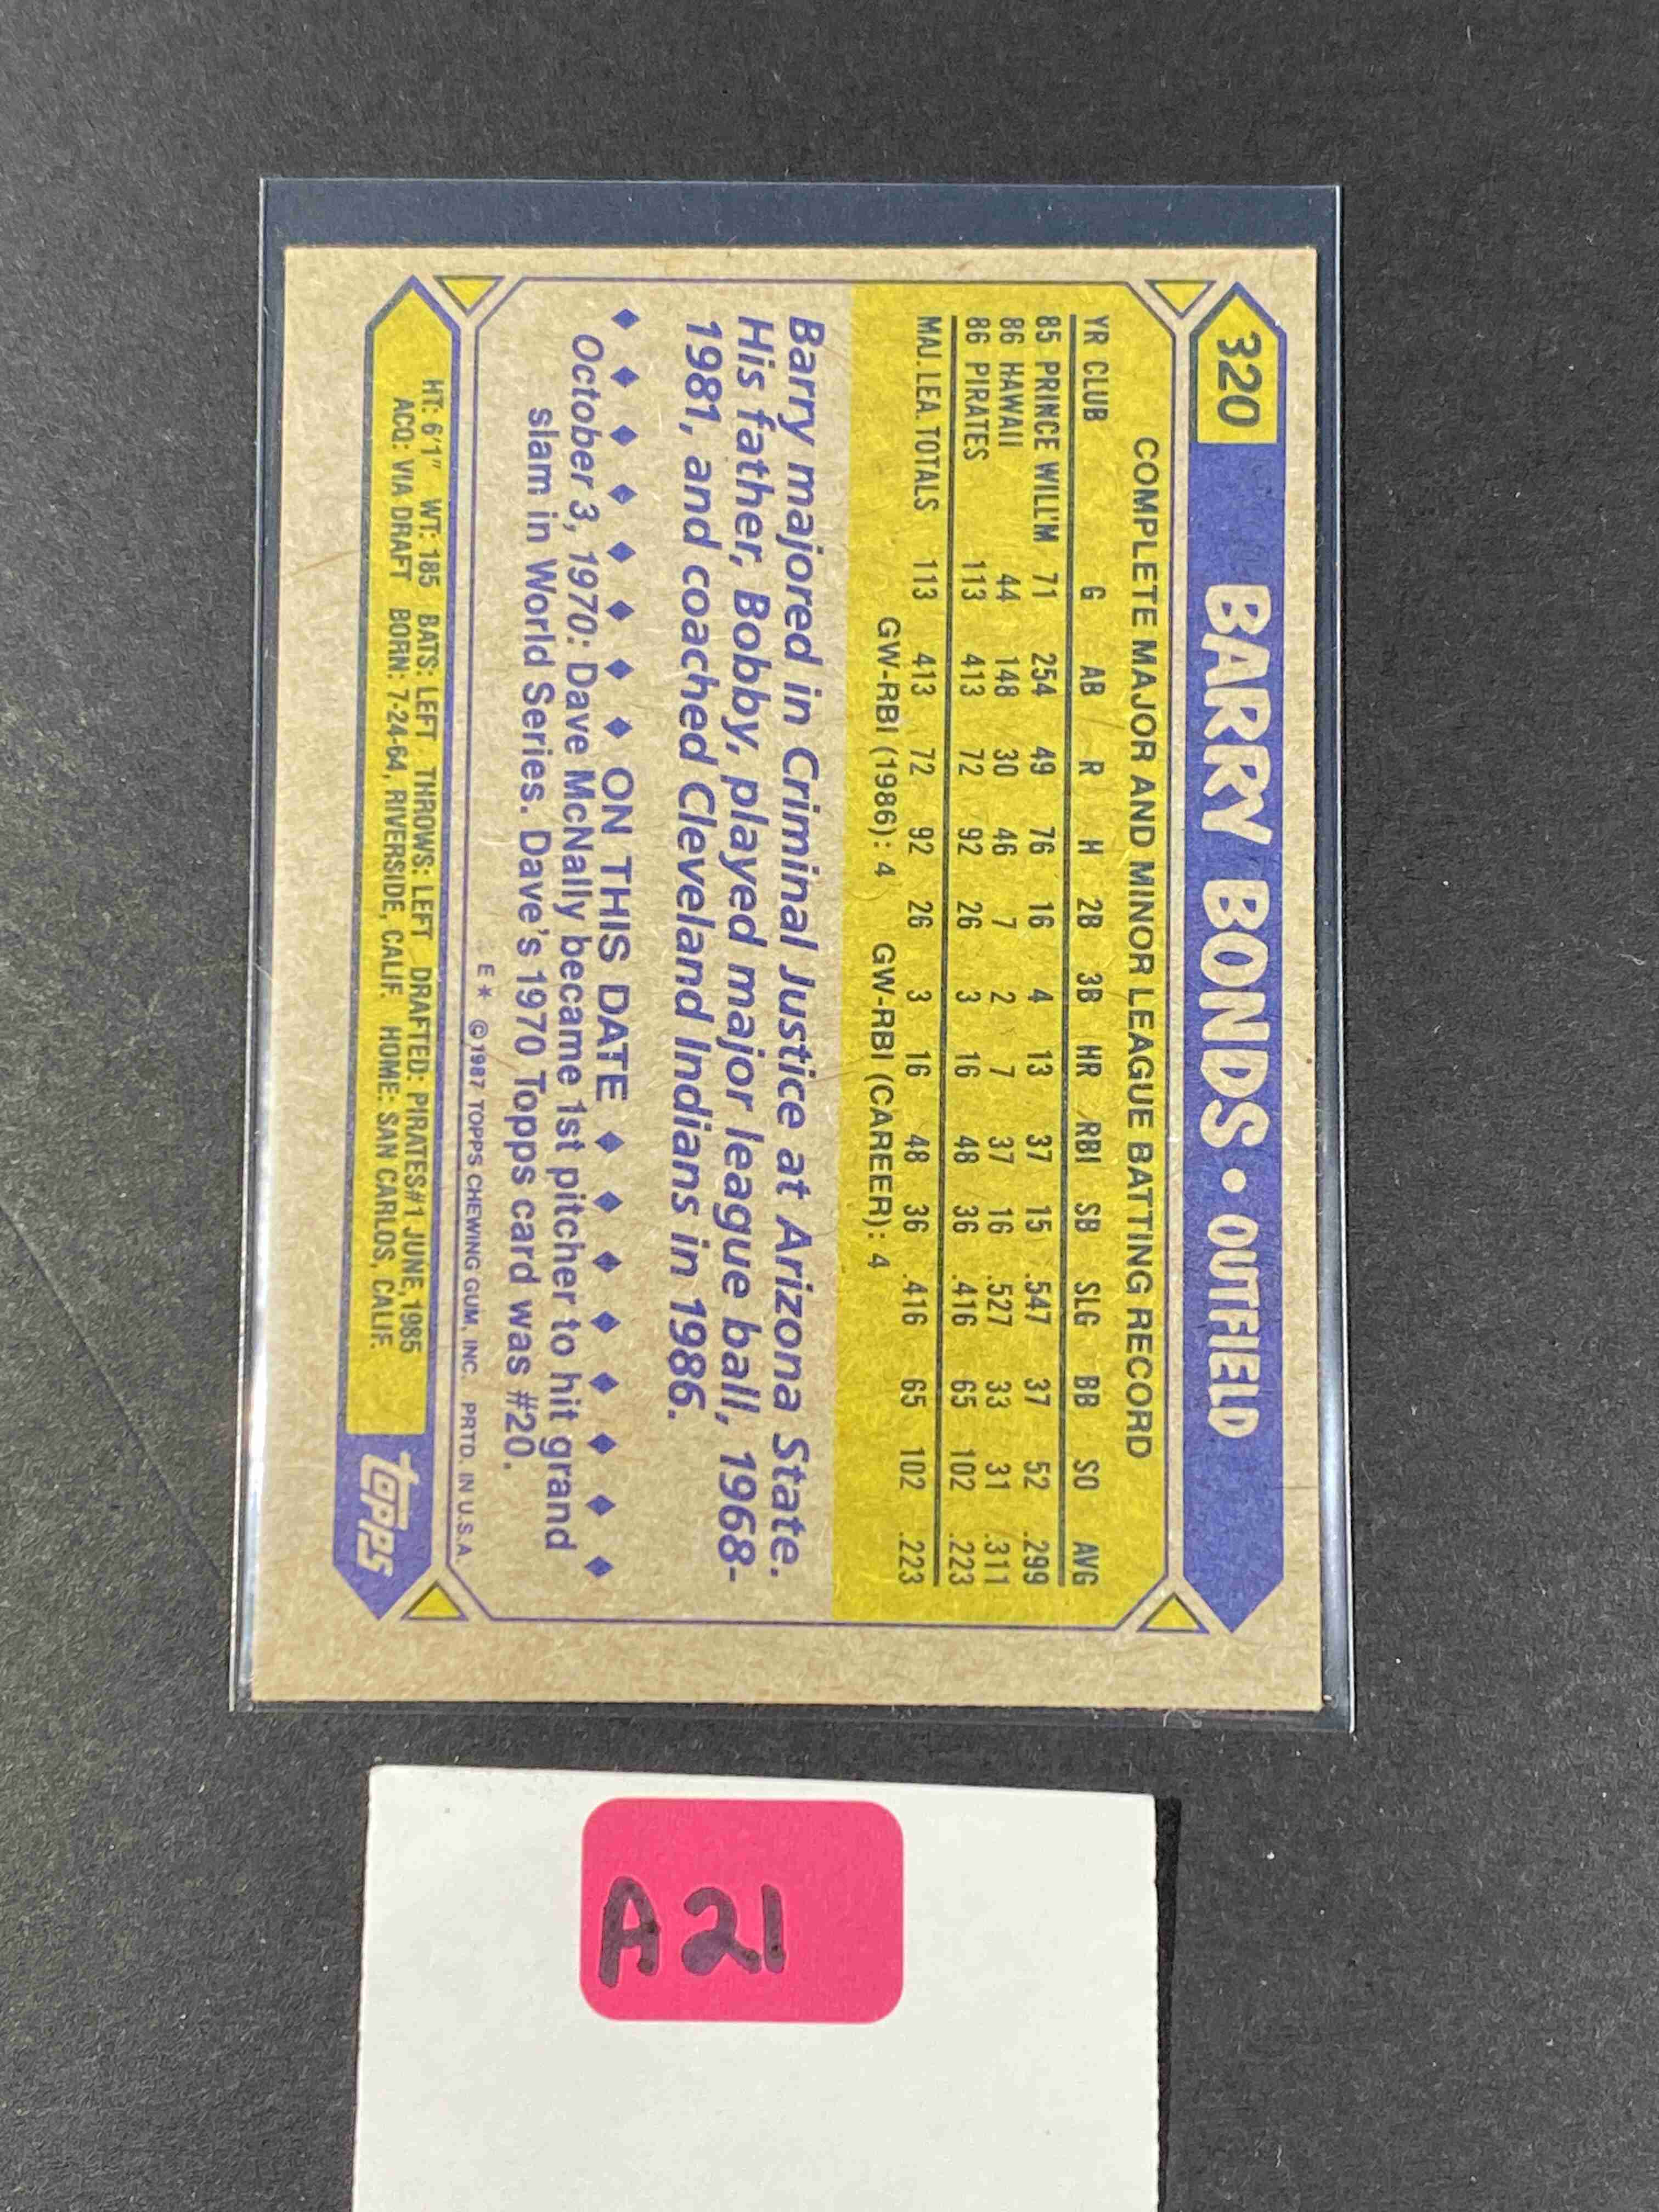 320 BARRY BONDS • OUTFIELD
COMPLETE MAJOR AND MINOR LEAGUE BATTING RECORD
YR CLUB G AB R H 2B 3B HR RBI SB SLG BB SO AVG
85 PRINCE WILL'M 71 254 49 76 16 4 13 37 15 .547 37 52 .299
86 HAWAII 44 148 30 46 7 2 7 37 16 .527 33 31 .311
86 PIRATES 113 413 72 92 26 3 16 48 36 .416 65 102 .223
MAJ. LEA. TOTALS 113 413 72 92 26 3 16 48 36 .416 65 102 .223
GW-RBI (1986): 4 GW-RBI (CAREER): 4
Barry majored in Criminal Justice at Arizona State.
His father, Bobby, played major league ball, 1968-
1981, and coached Cleveland Indians in 1986.
♦ ♦ ♦ ♦ ♦ ♦ ♦ ♦ ON THIS DATE ♦ ♦ ♦ ♦ ♦ ♦ ♦ ♦
October 3, 1970: Dave McNally became 1st pitcher to hit grand
slam in World Series. Dave's 1970 Topps card was #20.
E* ©1987 TOPPS CHEWING GUM, INC. PRTD. IN U.S.A.
HT: 6'1" WT: 185 BATS: LEFT THROWS: LEFT DRAFTED: PIRATES#1 JUNE, 1985
ACQ: VIA DRAFT BORN: 7-24-64, RIVERSIDE, CALIF. HOME: SAN CARLOS, CALIF.
topps
A21